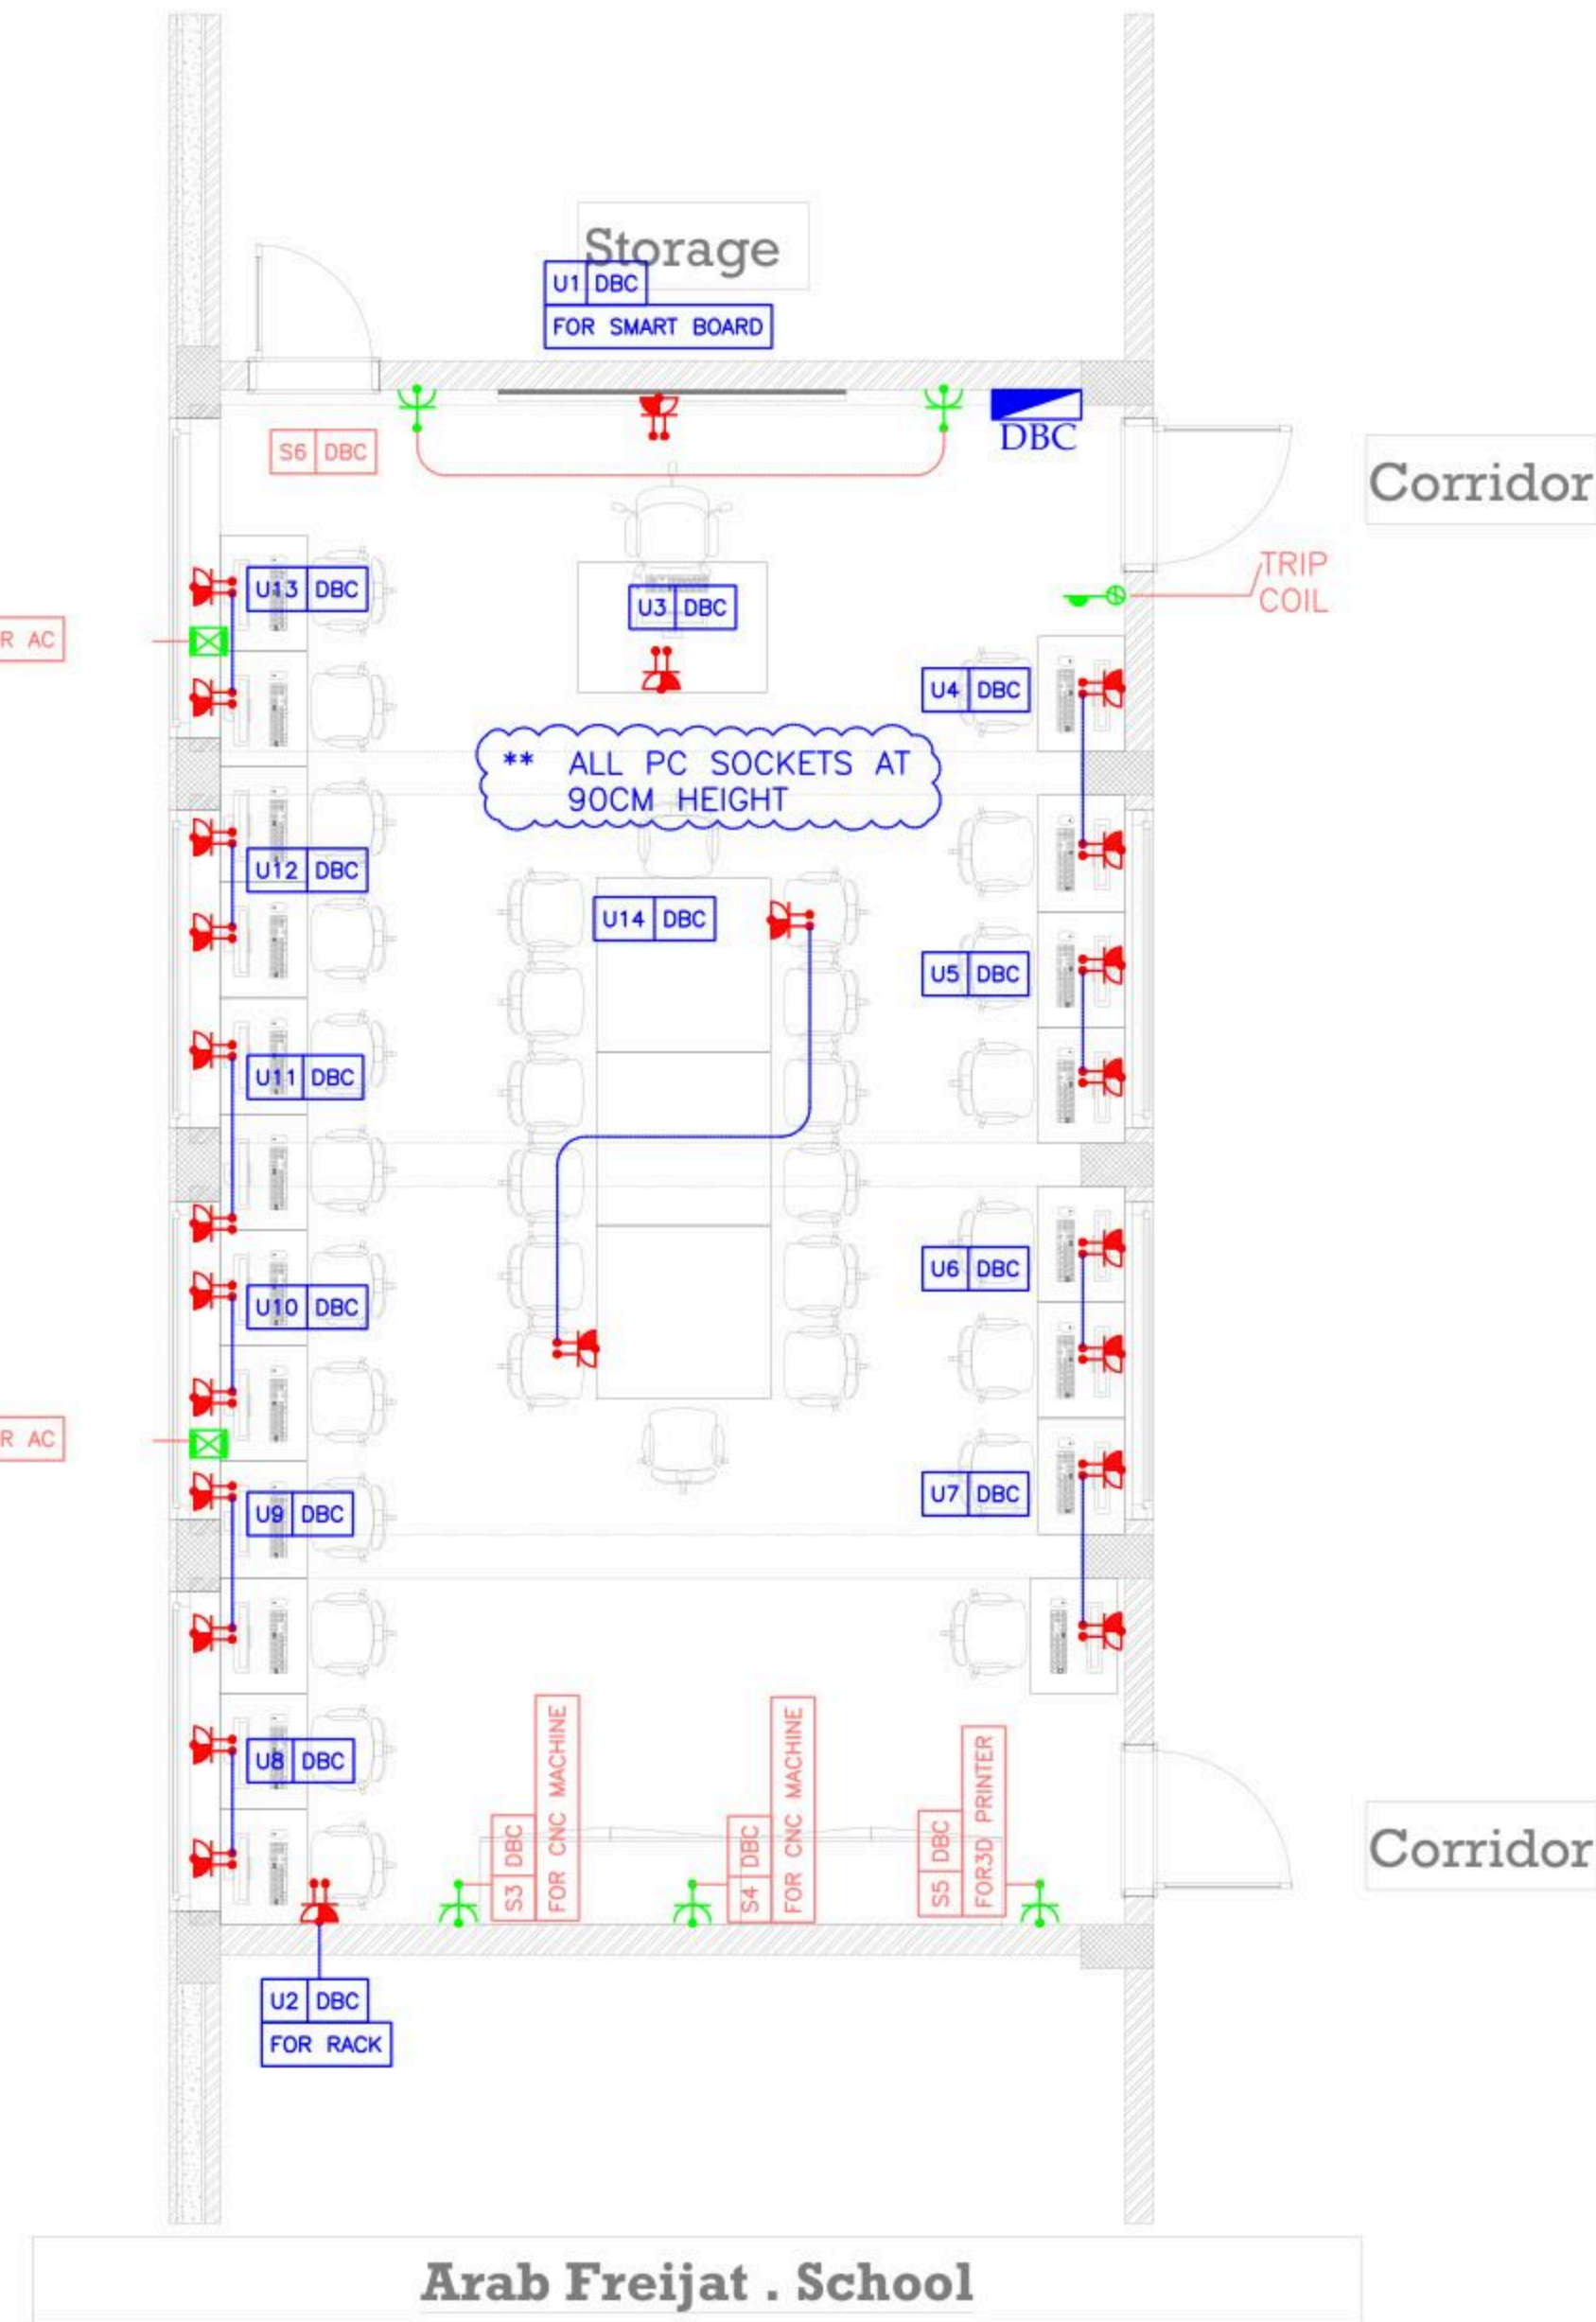 Storage
U1 DBC
FOR SMART BOARD
DBC
S6 DBC
Corridor
TRIP
COIL
U13 DBC
U3 DBC
R AC
U4 DBC
** ALL PC SOCKETS AT
90CM HEIGHT
U12 DBC
U14 DBC
U5 DBC
U11 DBC
U6 DBC
U10 DBC
R AC
U7 DBC
U9 DBC
U8 DBC
S3 DBC
FOR CNC MACHINE
S4 DBC
FOR CNC MACHINE
S5 DBC
FOR3D PRINTER
Corridor
U2 DBC
FOR RACK
Arab Freijat . School